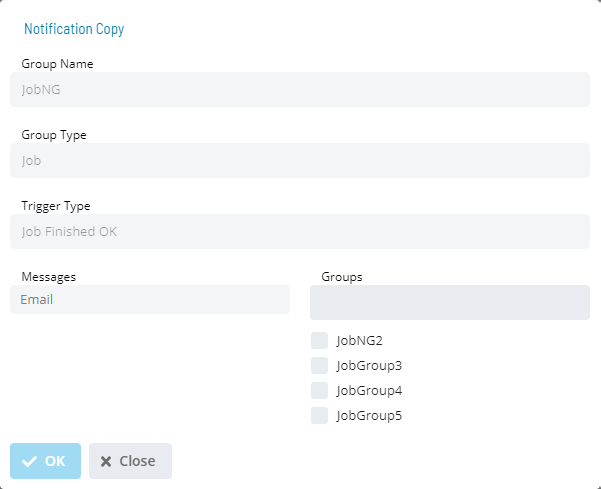 Notification Copy
Group Name
JobNG
Group Type
Job
Trigger Type
Job Finished OK
Messages
Email
Groups
JobNG2
JobGroup3
JobGroup4
JobGroup5
OK
Close